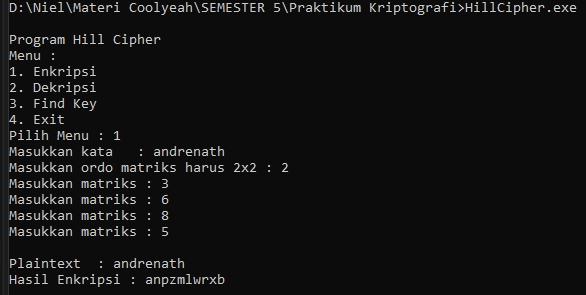 D:\Niel\Materi Coolyeah\SEMESTER 5\Praktikum Kriptografi>HillCipher.exe
Program Hill Cipher
Menu :
1. Enkripsi
2. Dekripsi
3. Find Key
4. Exit
Pilih Menu : 1
Masukkan kata   : andrenath
Masukkan ordo matriks harus 2x2 : 2
Masukkan matriks : 3
Masukkan matriks : 6
Masukkan matriks : 8
Masukkan matriks : 5
Plaintext  : andrenath
Hasil Enkripsi : anpzmlwrxb